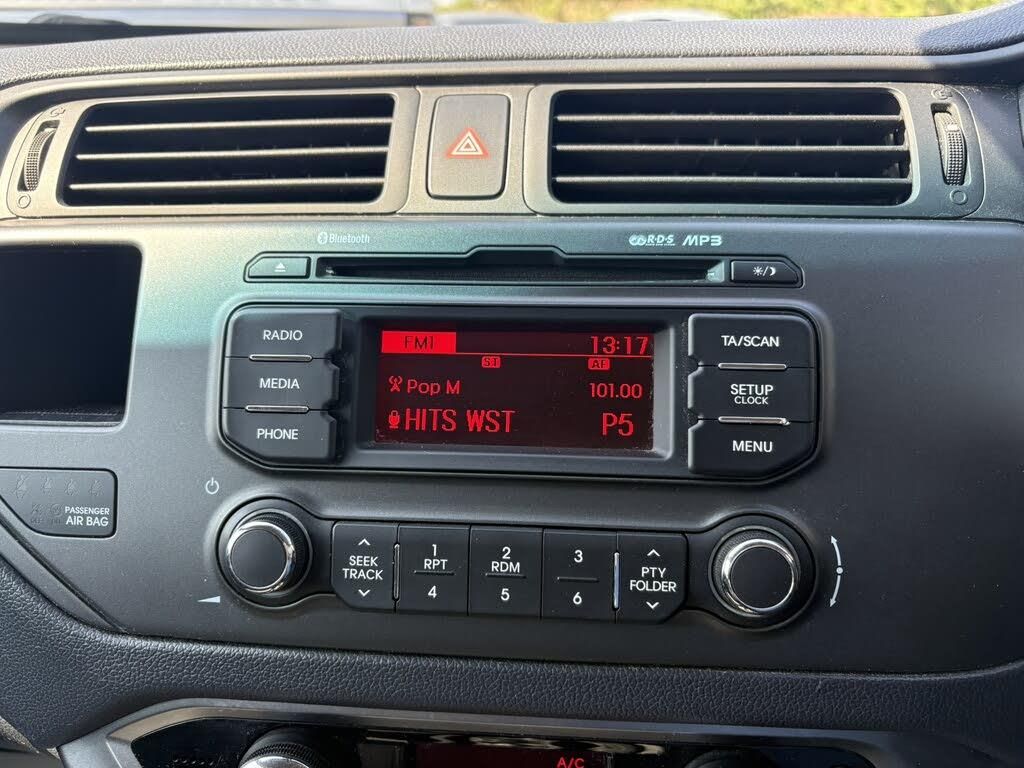 Bluetooth
R·D·S MP3
RADIO
MEDIA
PHONE
FM1 13:17
ST AF
Pop M 101.00
HITS WST P5
TA/SCAN
SETUP
CLOCK
MENU
PASSENGER
AIR BAG
SEEK
TRACK
1
RPT
4
2
RDM
5
3
6
PTY
FOLDER
A/C